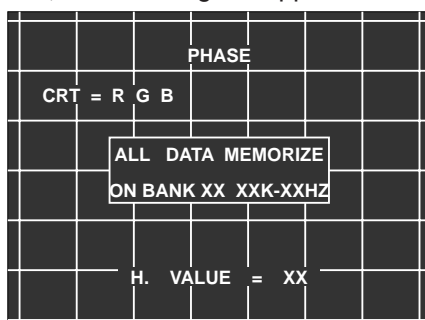 PHASE
CRT = R G B
ALL DATA MEMORIZE
ON BANK XX XXK-XXHZ
H. VALUE = XX